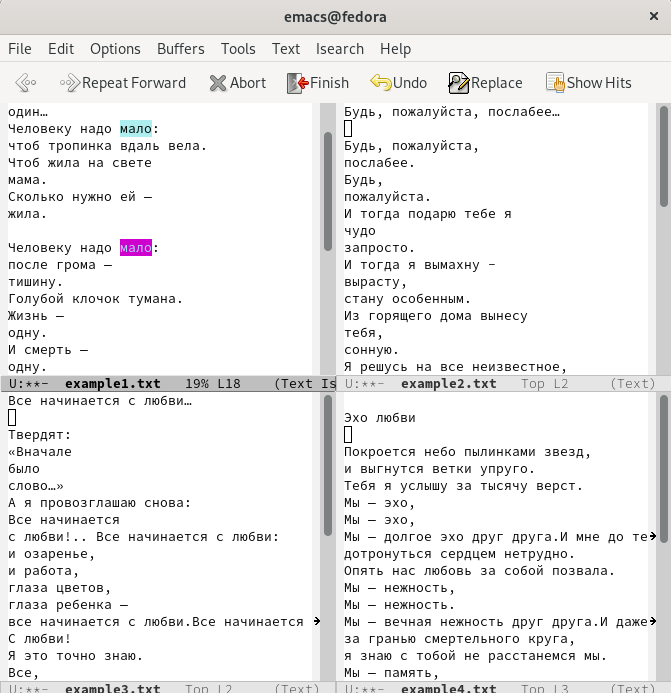 emacs@fedora
File Edit Options Buffers Tools Text Isearch Help
Repeat Forward Abort Finish Undo Replace Show Hits
один…
Человеку надо мало:
чтоб тропинка вдаль вела.
Чтоб жила на свете
мама.
Сколько нужно ей —
жила.
Человеку надо мало:
после грома —
тишину.
Голубой клочок тумана.
Жизнь —
одну.
И смерть —
одну.
U:**- example1.txt 19% L18 (Text Is
Будь, пожалуйста, послабее…
Будь, пожалуйста,
послабее.
Будь,
пожалуйста.
И тогда подарю тебе я
чудо
запросто.
И тогда я вымахну –
вырасту,
стану особенным.
Из горящего дома вынесу
тебя,
сонную.
Я решусь на все неизвестное,
U:**- example2.txt Top L2 (Text)
Все начинается с любви…
Твердят:
«Вначале
было
слово…»
А я провозглашаю снова:
Все начинается
с любви!.. Все начинается с любви:
и озаренье,
и работа,
глаза цветов,
глаза ребенка —
все начинается с любви.Все начинается
С любви!
Я это точно знаю.
Все,
U:**- example3.txt Top L2 (Text)
Эхо любви
Покроется небо пылинками звезд,
и выгнутся ветки упруго.
Тебя я услышу за тысячу верст.
Мы — эхо,
Мы — эхо,
Мы — долгое эхо друг друга.И мне до те
дотронуться сердцем нетрудно.
Опять нас любовь за собой позвала.
Мы — нежность,
Мы — нежность.
Мы — вечная нежность друг друга.И даже
за гранью смертельного круга,
я знаю с тобой не расстанемся мы.
Мы — память,
U:**- example4.txt Top L3 (Text)